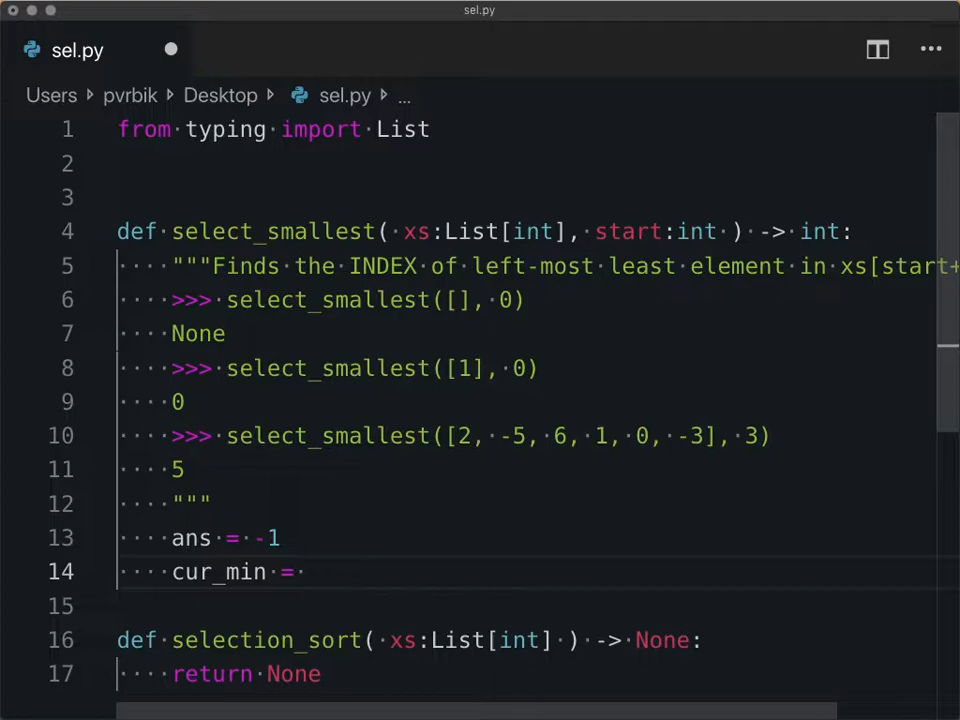 sel.py
sel.py
Users pvrbik Desktop sel.py ...
1 from typing import List
2
3
4 def select_smallest( xs:List[int], start:int ) -> int:
5 """Finds the INDEX of left-most least element in xs[start+
6 >>> select_smallest([], 0)
7 None
8 >>> select_smallest([1], 0)
9 0
10 >>> select_smallest([2, -5, 6, 1, 0, -3], 3)
11 5
12 """
13 ans = -1
14 cur_min =
15
16 def selection_sort( xs:List[int] ) -> None:
17 return None